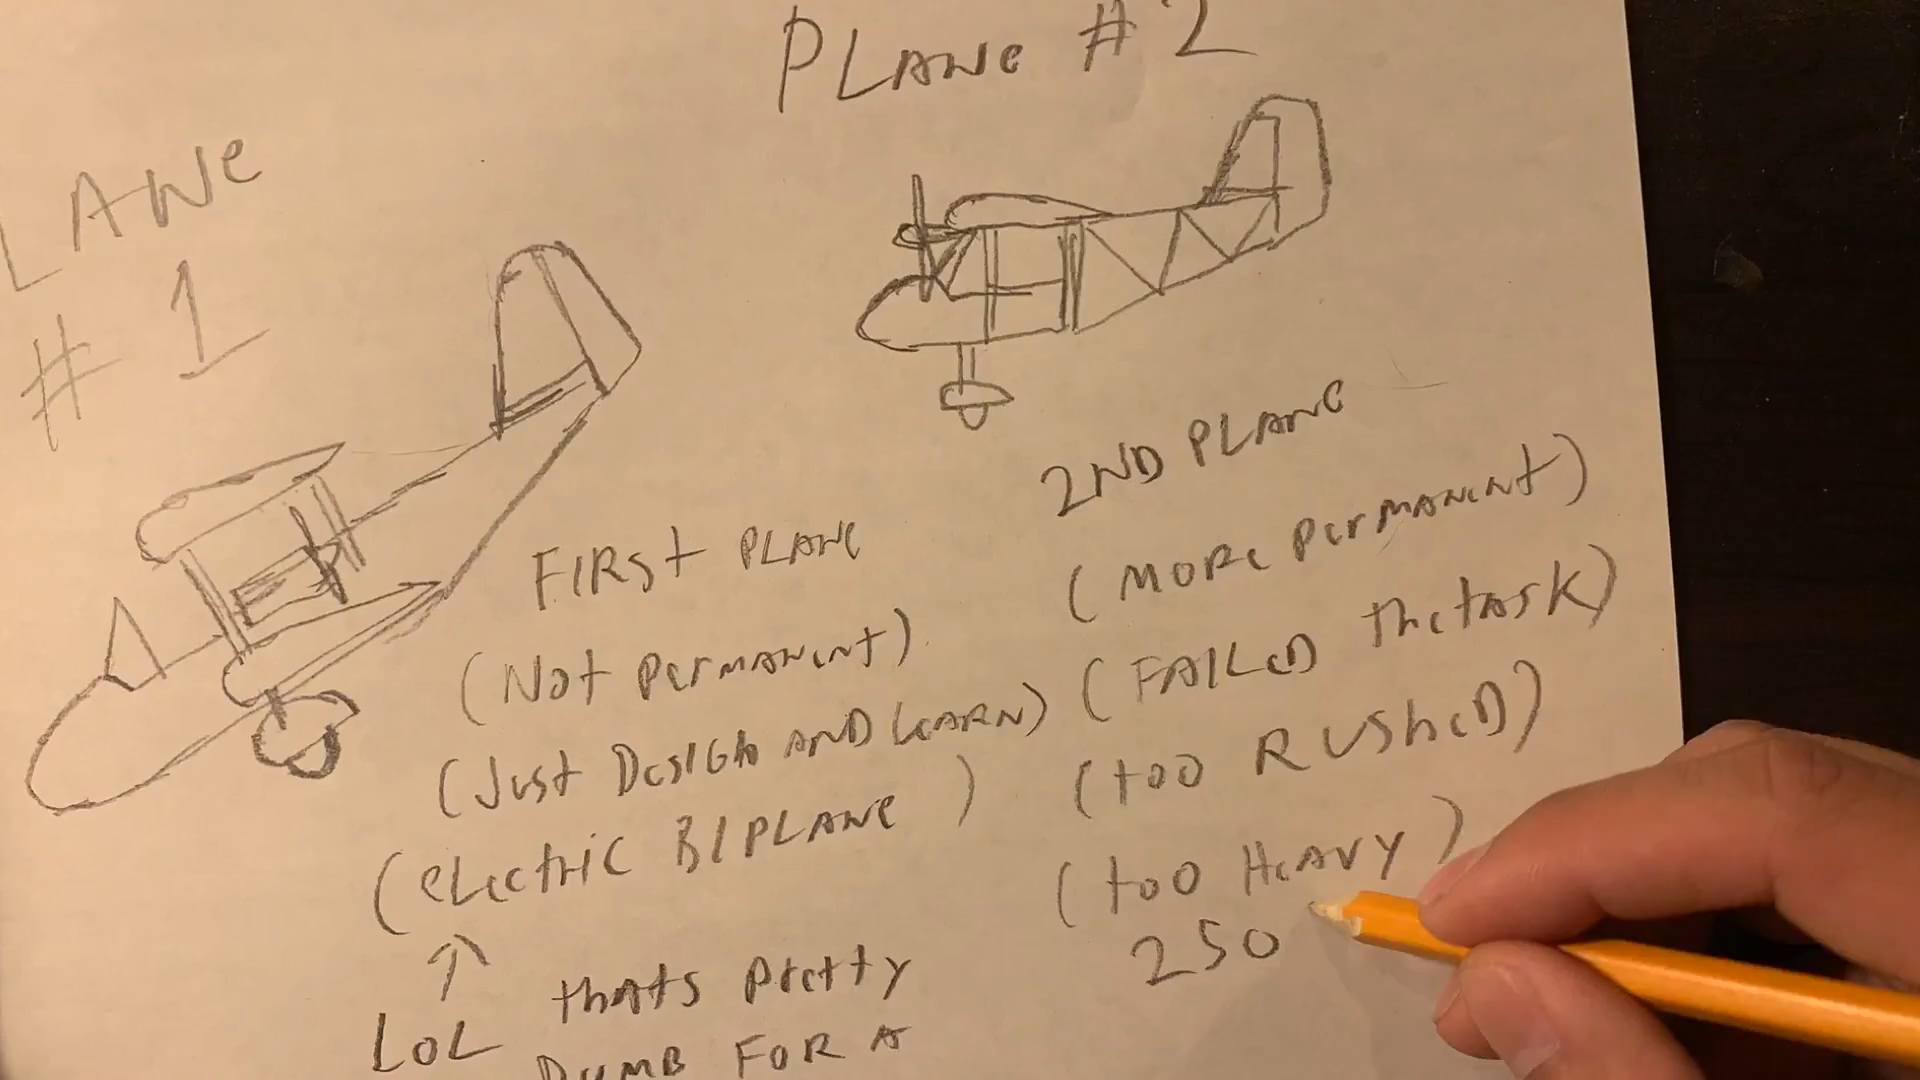 PLANE #2
LANE
#1
FIRST PLANE
(Not PERMANENT)
(Just DESIGN AND LEARN)
(electric BIPLANE)
LOL thats Pretty
DUMB FOR A
2ND PLANE
(MORE PERMANENT)
(FAILED the tASK)
(too RUSHED)
(too HEAVY)
250